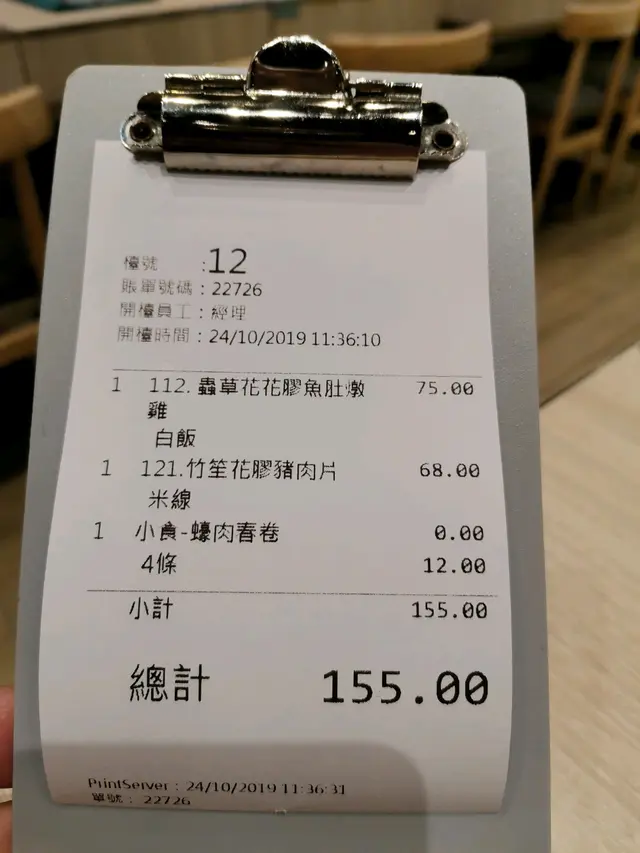 檯號 :12
賬單號碼 : 22726
開檯員工 : 經理
開檯時間 : 24/10/2019 11:36:10
1 112. 蟲草花花膠魚肚燉 75.00
雞
白飯
1 121.竹笙花膠豬肉片 68.00
米線
1 小食-蠔肉春卷 0.00
4條 12.00
小計 155.00
總計 155.00
PrintServer : 24/10/2019 11:36:31
單號 : 22726